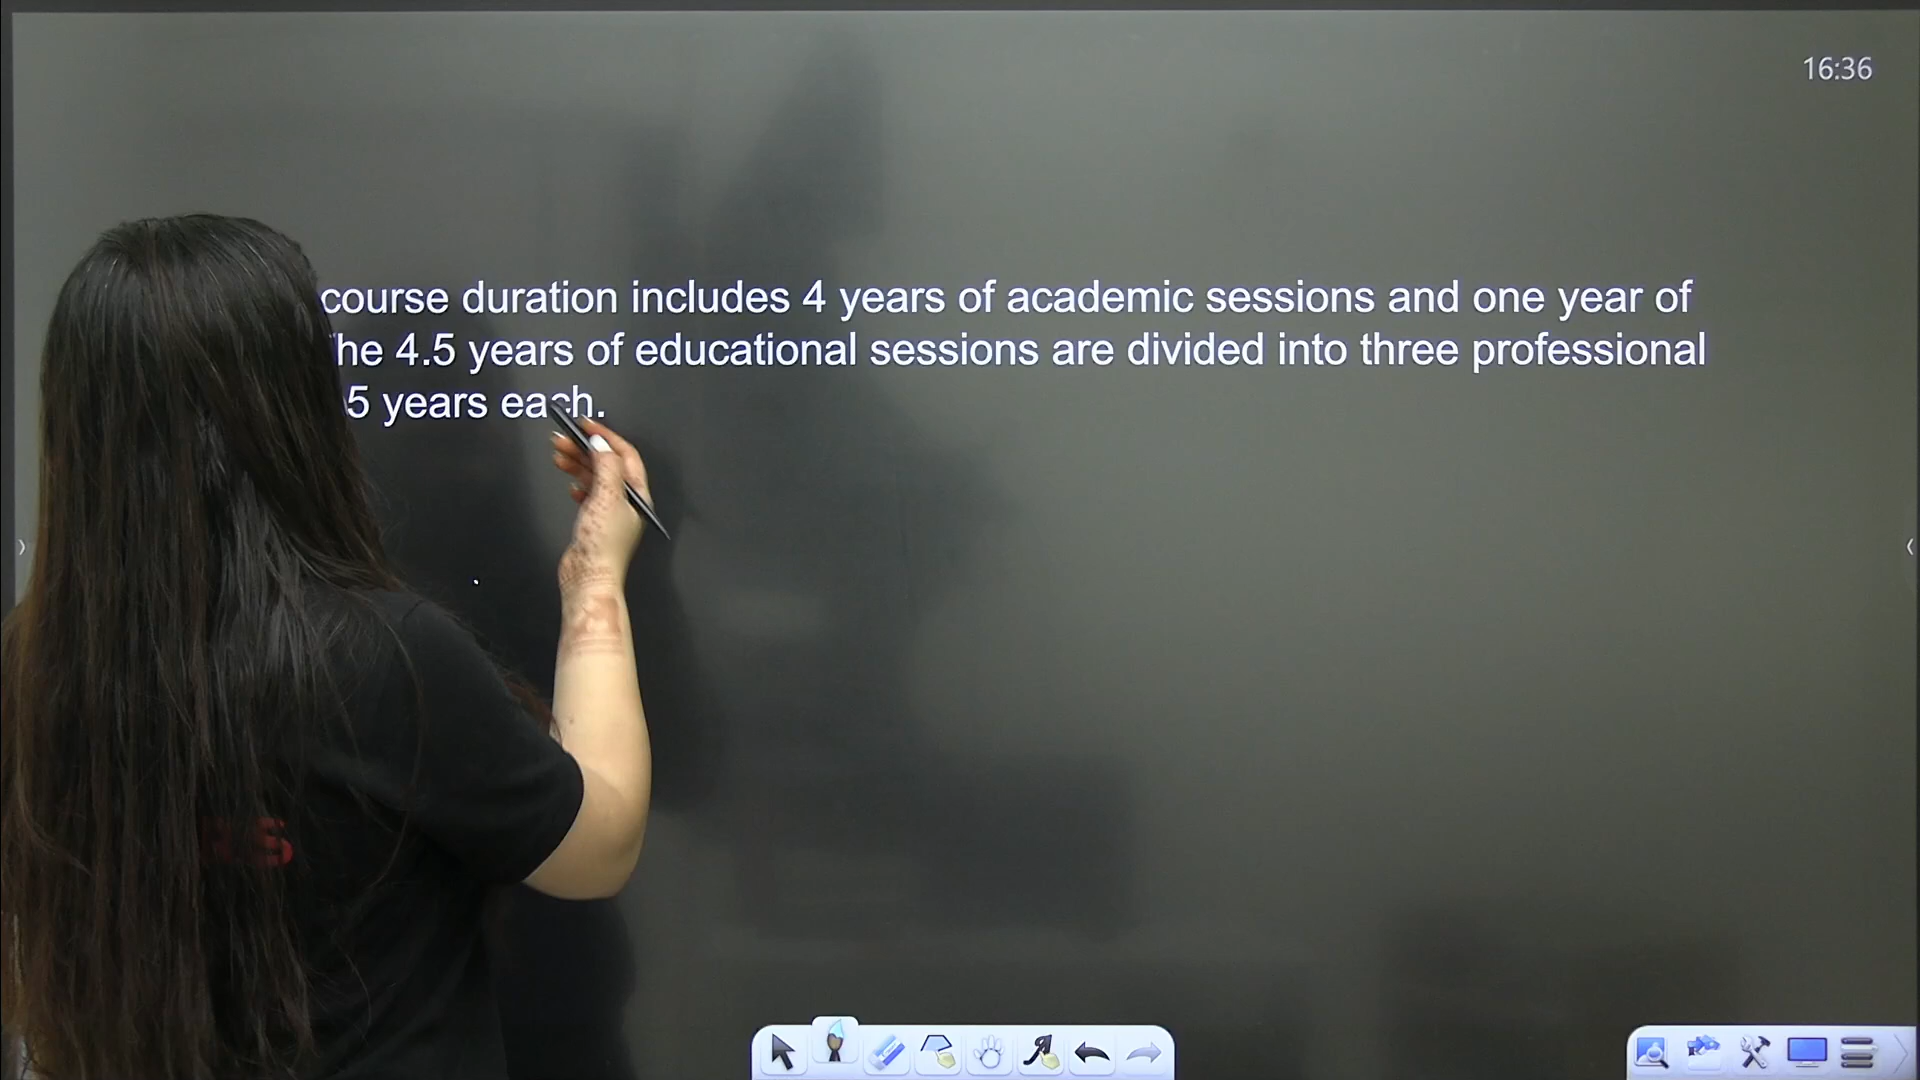 16:36
course duration includes 4 years of academic sessions and one year of
he 4.5 years of educational sessions are divided into three professional
5 years each.